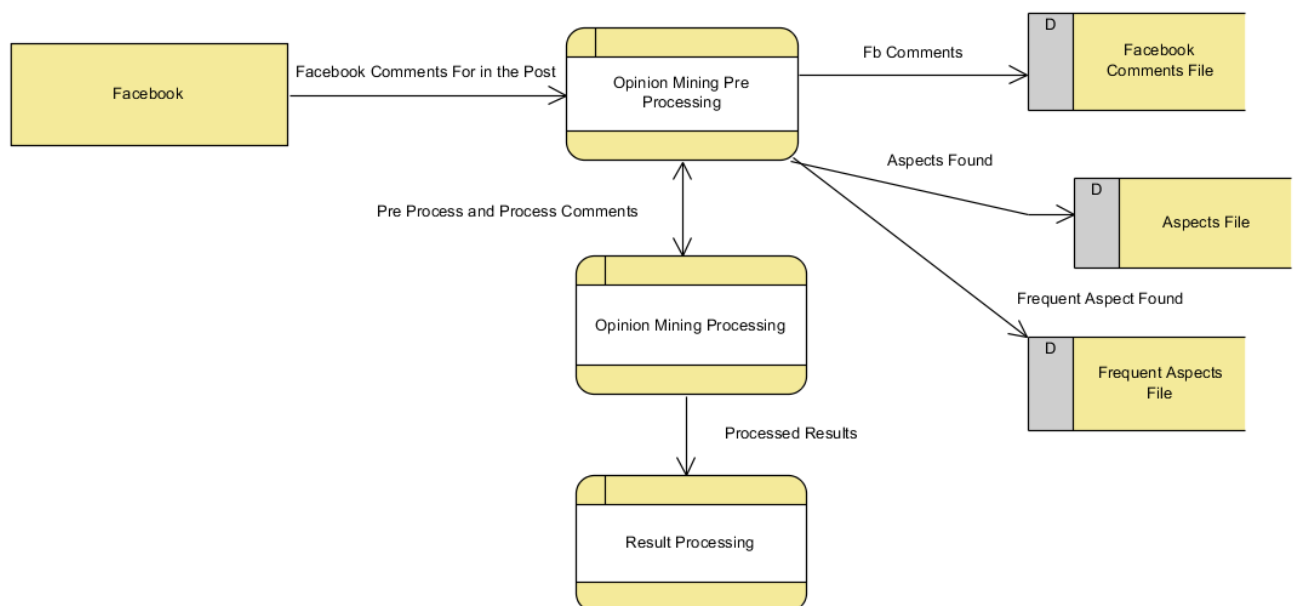 D
Facebook
Comments File
Fb Comments
Facebook Comments For in the Post
Facebook
Opinion Mining Pre
Processing
Aspects Found
D
Aspects File
Pre Process and Process Comments
Frequent Aspect Found
Opinion Mining Processing
D
Frequent Aspects
File
Processed Results
Result Processing